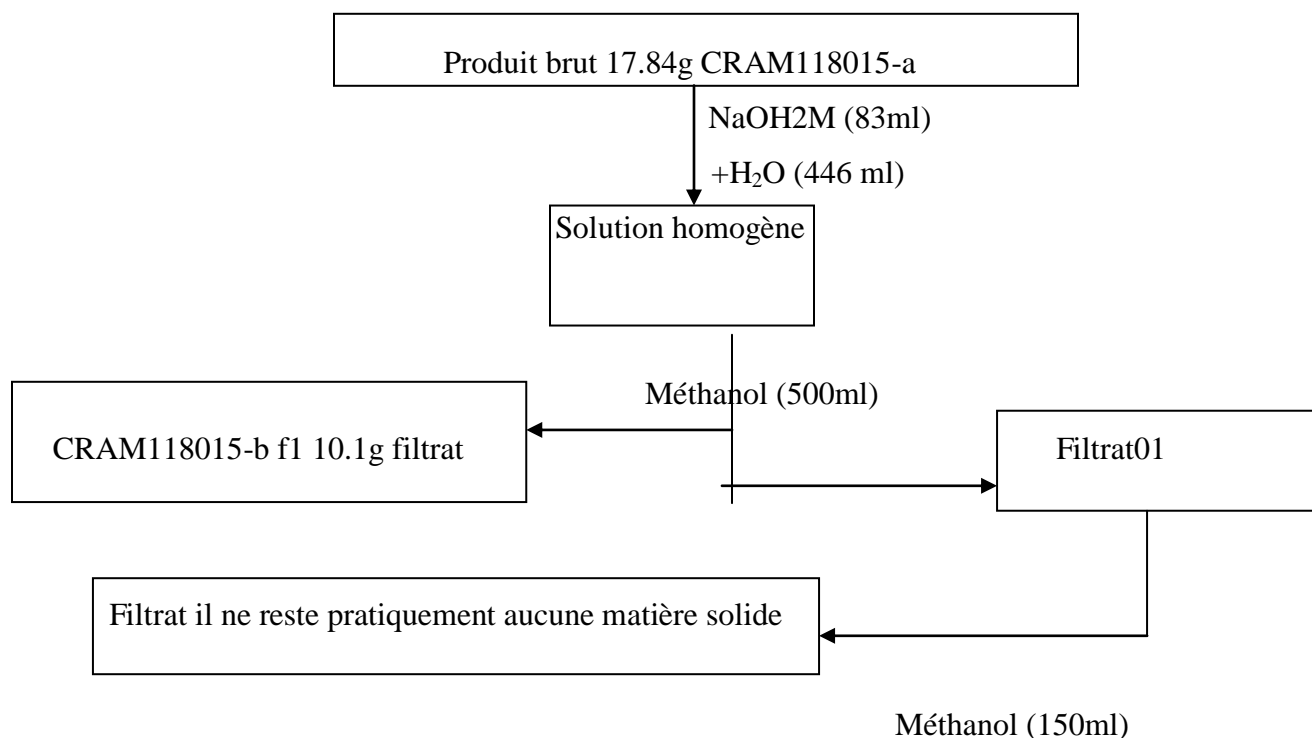 Produit brut 17.84g CRAM118015-a
NaOH2M (83ml)
+H₂O (446 ml)
Solution homogène
Méthanol (500ml)
CRAM118015-b f1 10.1g filtrat
Filtrat01
Filtrat il ne reste pratiquement aucune matière solide
Méthanol (150ml)